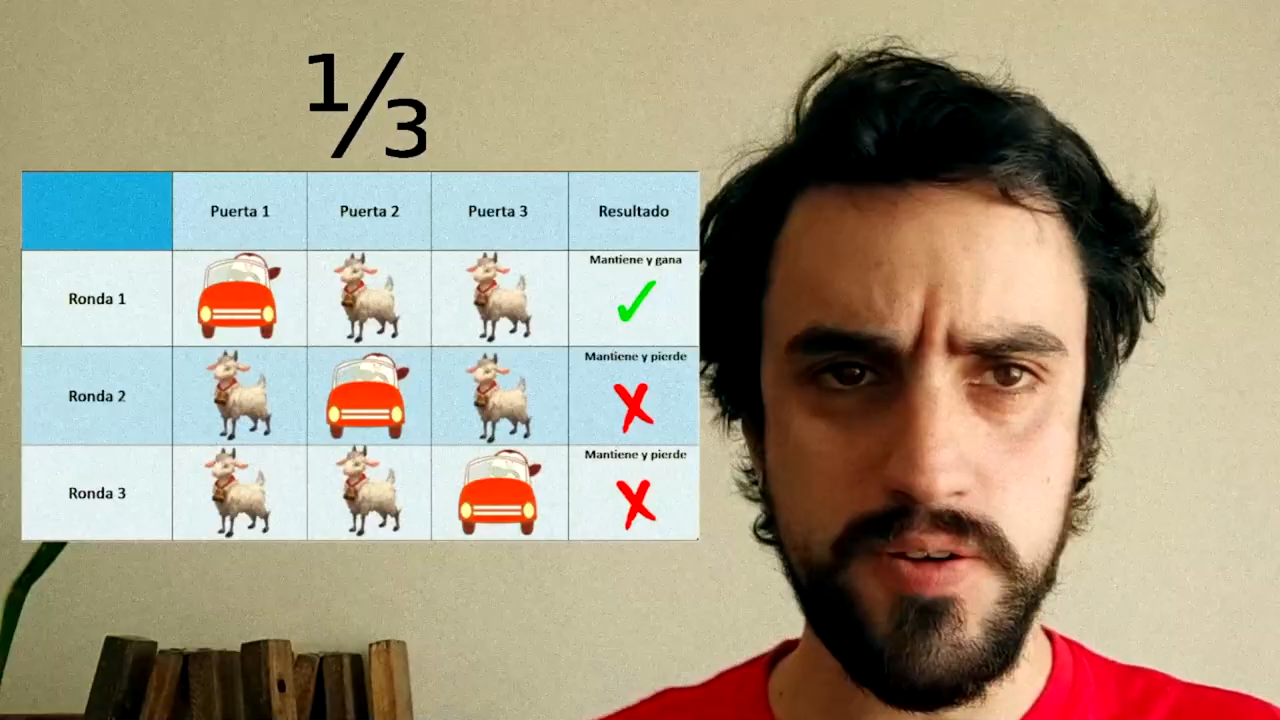 ⅓
Puerta 1 Puerta 2 Puerta 3 Resultado
Ronda 1 Mantiene y gana
Ronda 2 Mantiene y pierde
Ronda 3 Mantiene y pierde